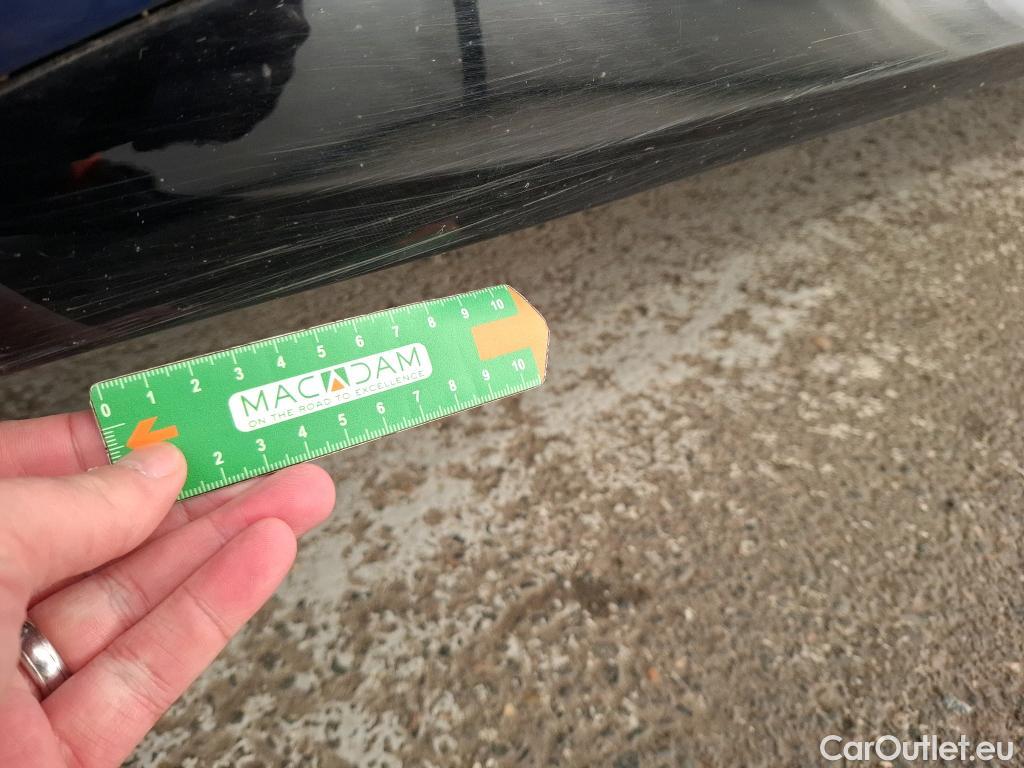 0 1 2 3 4 5 6 7 8 9 10
MACADAM
ON THE ROAD TO EXCELLENCE
2 3 4 5 6 7 8 9 10
CarOutlet.eu